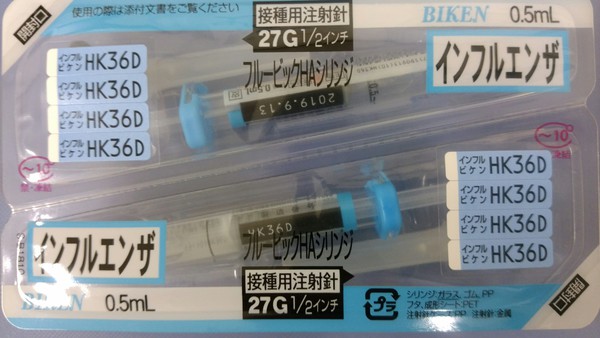 使用の際は添付文書をご覧ください
開封口
接種用注射針
27G 1/2インチ
BIKEN 0.5mL
インフルエンザ
フルービックHAシリンジ
インフル ビケン HK36D
インフル ビケン HK36D
インフル ビケン HK36D
インフル ビケン HK36D
0.5mL
2019.9.13
~10°
~10°
凍結
インフル ビケン HK36D
インフル ビケン HK36D
インフル ビケン HK36D
インフル ビケン HK36D
HK36D
インフルエンザ
フルービックHAシリンジ
接種用注射針
27G 1/2インチ
BIKEN 0.5mL
プラ
シリンジ:ガラス、ゴム、PP
フタ、成形シート:PET
注射針:金属
開封口